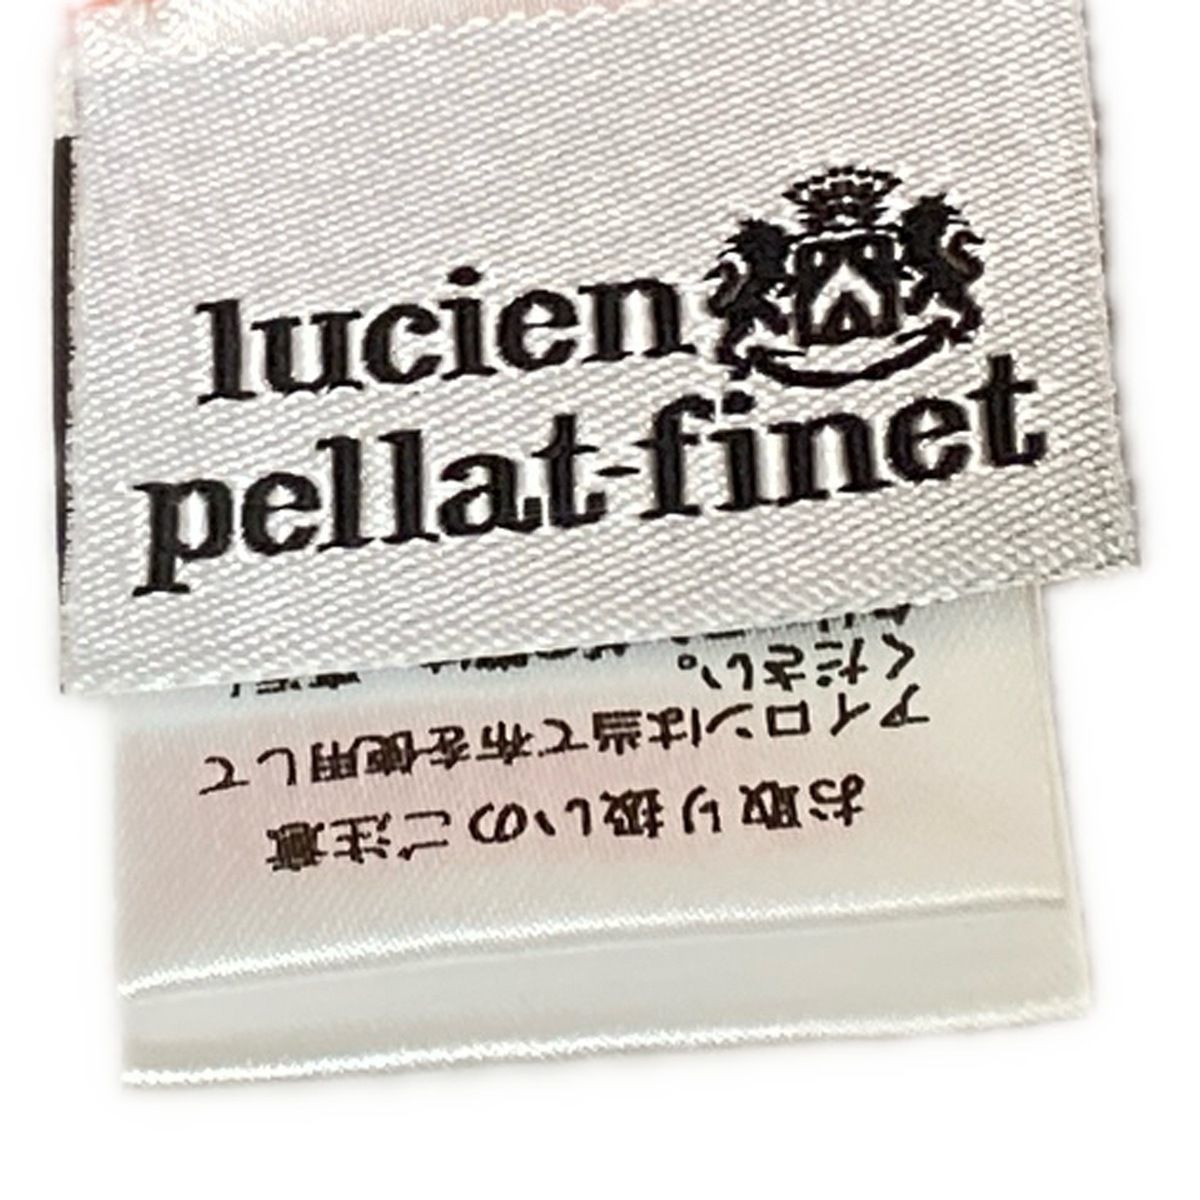 lucien
pellat-finet
お取り扱いのご注意
アイロンは当て布を使用して
ください。